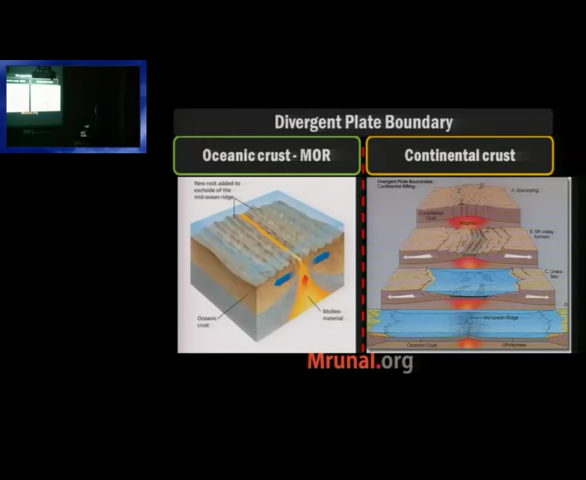 Divergent Plate Boundary
Oceanic crust - MOR
Continental crust
New rock added to
each side of the
mid-ocean ridge
Oceanic
crust
Molten
material
Divergent Plate Boundaries
Continental Rifting
A. Upwarping
Continental
Crust
B. Rift valley
formed
C. Linear
Sea
D
Mid-ocean Ridge
Oceanic Crust
Lithosphere
Mrunal.org